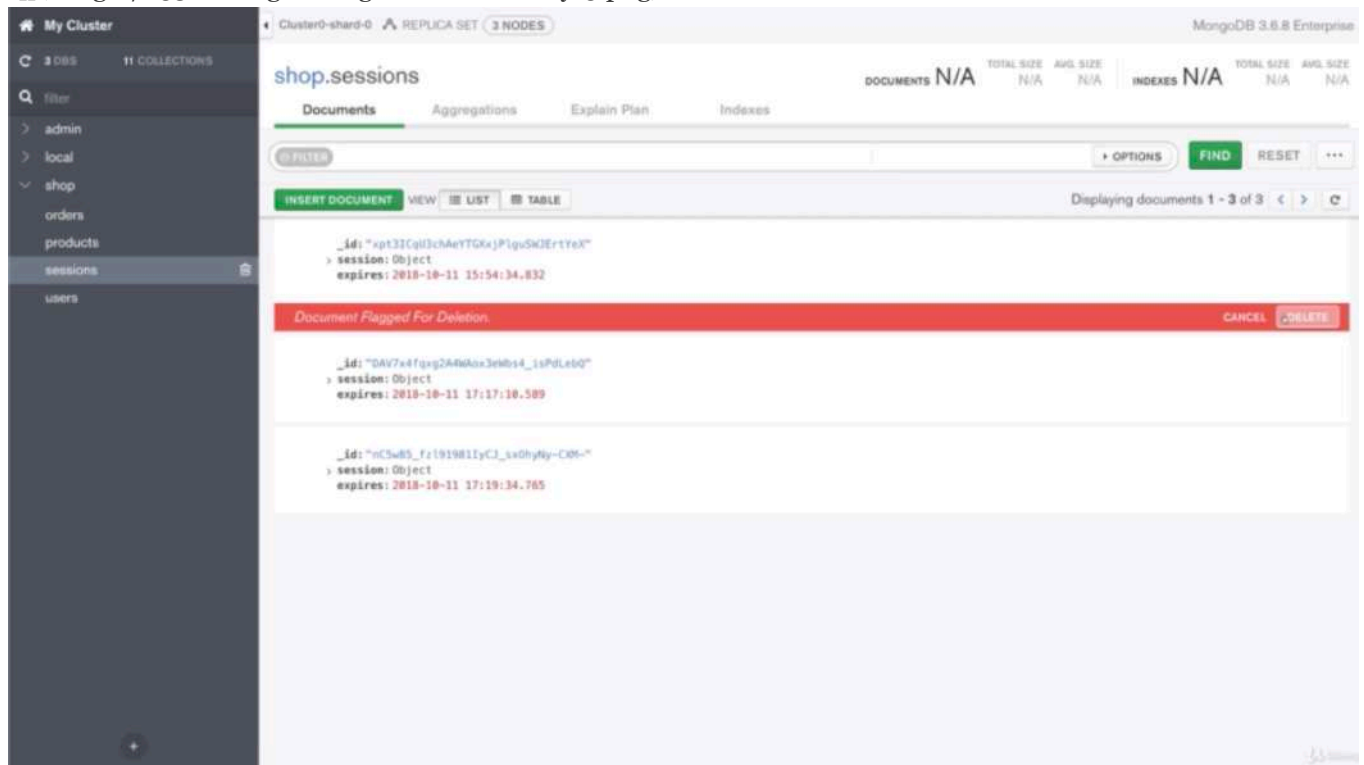 My Cluster
Cluster0-shard-0 REPLICA SET 3 NODES
MongoDB 3.6.8 Enterprise
3 DBS 11 COLLECTIONS
filter
admin
local
shop
orders
products
sessions
users
shop.sessions
DOCUMENTS N/A TOTAL SIZE N/A AVG. SIZE N/A INDEXES N/A TOTAL SIZE N/A AVG. SIZE N/A
Documents Aggregations Explain Plan Indexes
FILTER OPTIONS FIND RESET ...
INSERT DOCUMENT VIEW LIST TABLE Displaying documents 1 - 3 of 3
_id:
session: Object
expires: 2018-10-11 15:54:34.832
Document Flagged For Deletion. CANCEL DELETE
_id:
session: Object
expires: 2018-10-11 17:17:10.589
_id:
session: Object
expires: 2018-10-11 17:19:34.765